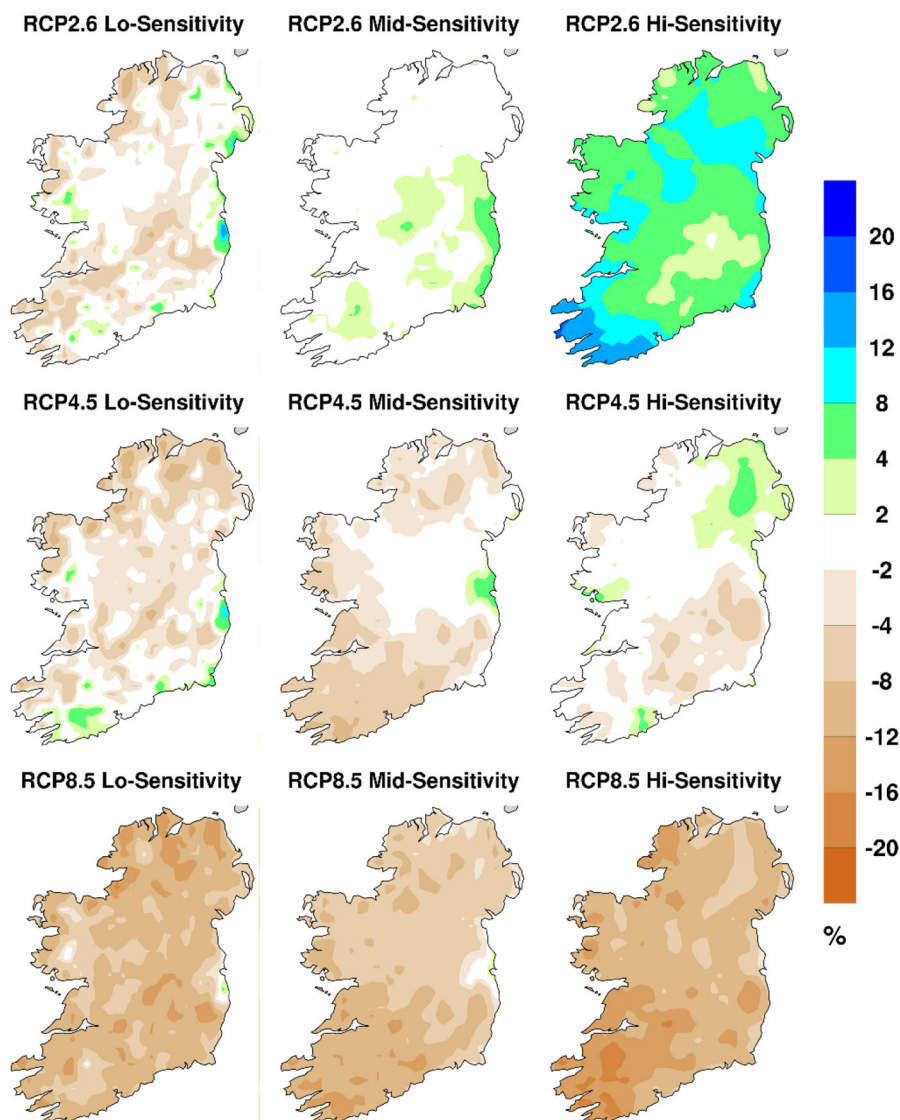 RCP2.6 Lo-Sensitivity
RCP2.6 Mid-Sensitivity
RCP2.6 Hi-Sensitivity
RCP4.5 Lo-Sensitivity
RCP4.5 Mid-Sensitivity
RCP4.5 Hi-Sensitivity
RCP8.5 Lo-Sensitivity
RCP8.5 Mid-Sensitivity
RCP8.5 Hi-Sensitivity
20
16
12
8
4
2
-2
-4
-8
-12
-16
-20
%